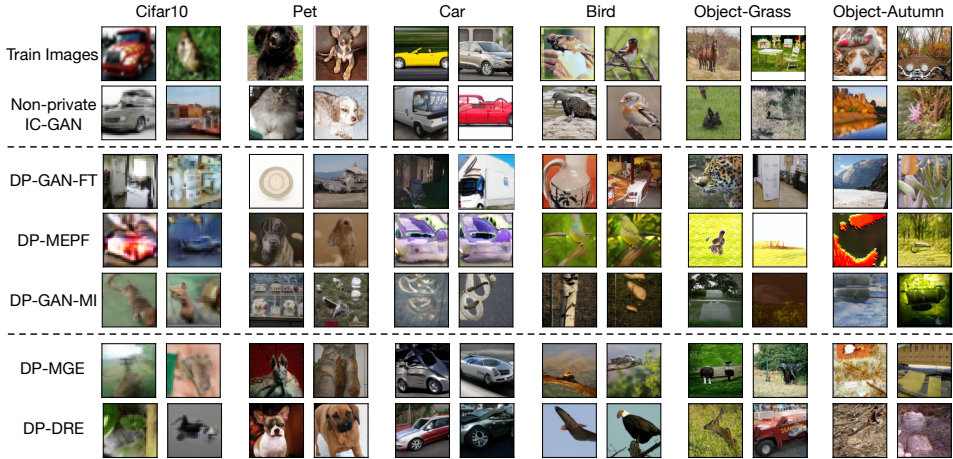 Cifar10 Pet Car Bird Object-Grass Object-Autumn
Train Images
Non-private
IC-GAN
DP-GAN-FT
DP-MEPF
DP-GAN-MI
DP-MGE
DP-DRE